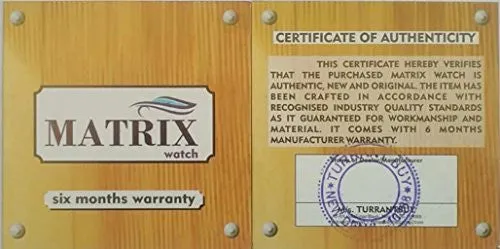 MATRIX
watch
six months warranty
CERTIFICATE OF AUTHENTICITY
THIS CERTIFICATE HEREBY VERIFIES
THAT THE PURCHASED MATRIX WATCH IS
AUTHENTIC, NEW AND ORIGINAL. THE ITEM HAS
BEEN CRAFTED IN ACCORDANCE WITH
RECOGNISED INDUSTRY QUALITY STANDARDS
AS IT GUARANTEED FOR WORKMANSHIP AND
MATERIAL. IT COMES WITH 6 MONTHS
MANUFACTURER WARRANTY.